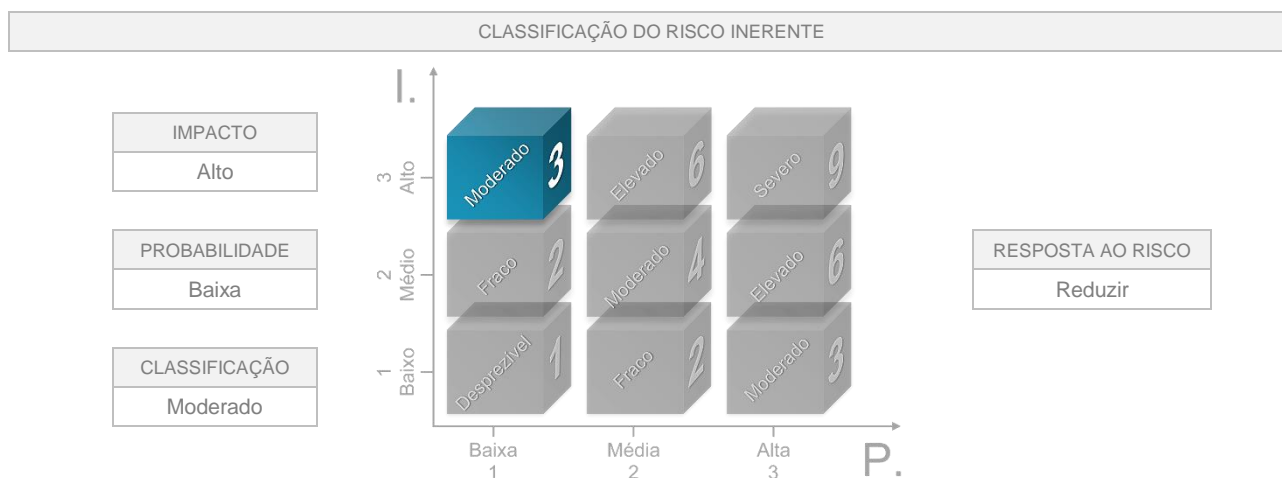 CLASSIFICAÇÃO DO RISCO INERENTE
IMPACTO
Alto
PROBABILIDADE
Baixa
CLASSIFICAÇÃO
Moderado
I.
3
Alto
Moderado 3
Elevado 6
Severo 9
2
Médio
Fraco 2
Moderado 4
Elevado 6
1
Baixo
Desprezível 1
Fraco 2
Moderado 3
Baixa
1
Média
2
Alta
3
P.
RESPOSTA AO RISCO
Reduzir